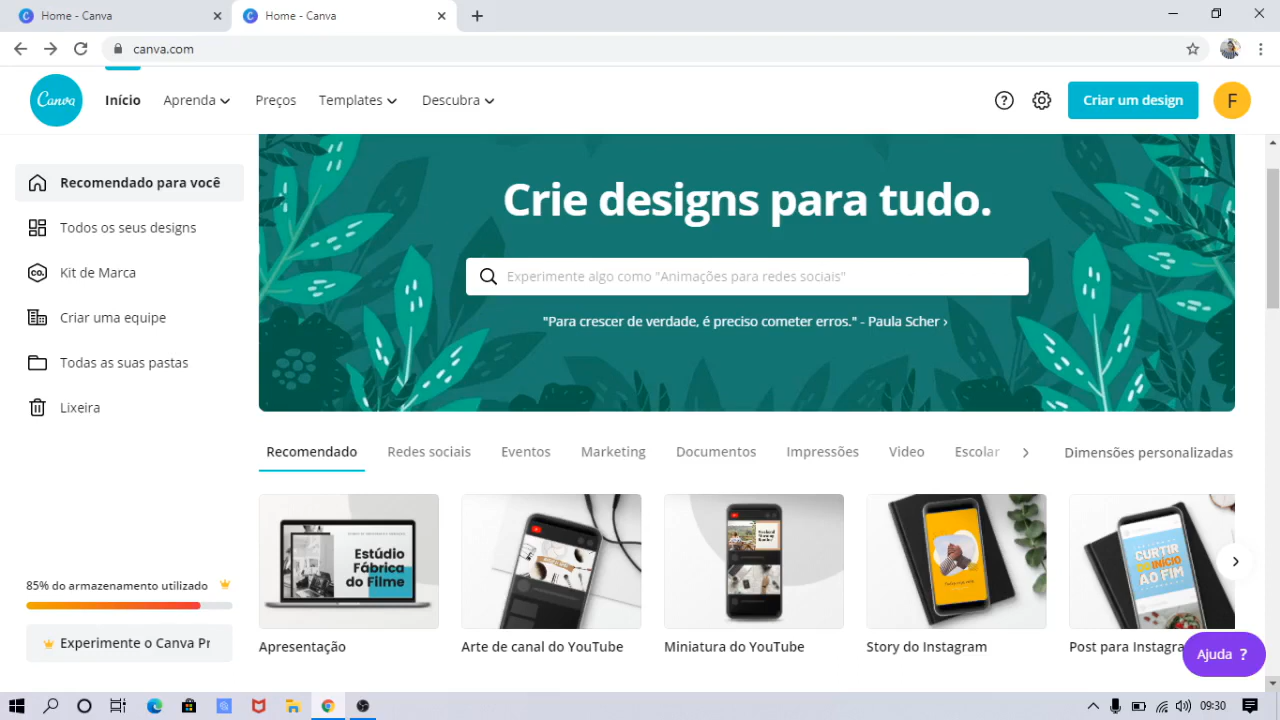 Home - Canva
Home - Canva
canva.com
Canva
Início
Aprenda
Preços
Templates
Descubra
Criar um design
F
Recomendado para você
Todos os seus designs
Kit de Marca
Criar uma equipe
Todas as suas pastas
Lixeira
85% do armazenamento utilizado
Experimente o Canva Pr
Crie designs para tudo.
Experimente algo como "Animações para redes sociais"
"Para crescer de verdade, é preciso cometer erros." - Paula Scher ›
Recomendado
Redes sociais
Eventos
Marketing
Documentos
Impressões
Video
Escolar
Dimensões personalizadas
Estúdio
Fábrica
do Filme
CURTIR
DO INÍCIO
AO FIM
Apresentação
Arte de canal do YouTube
Miniatura do YouTube
Story do Instagram
Post para Instagra
Ajuda ?
09:30